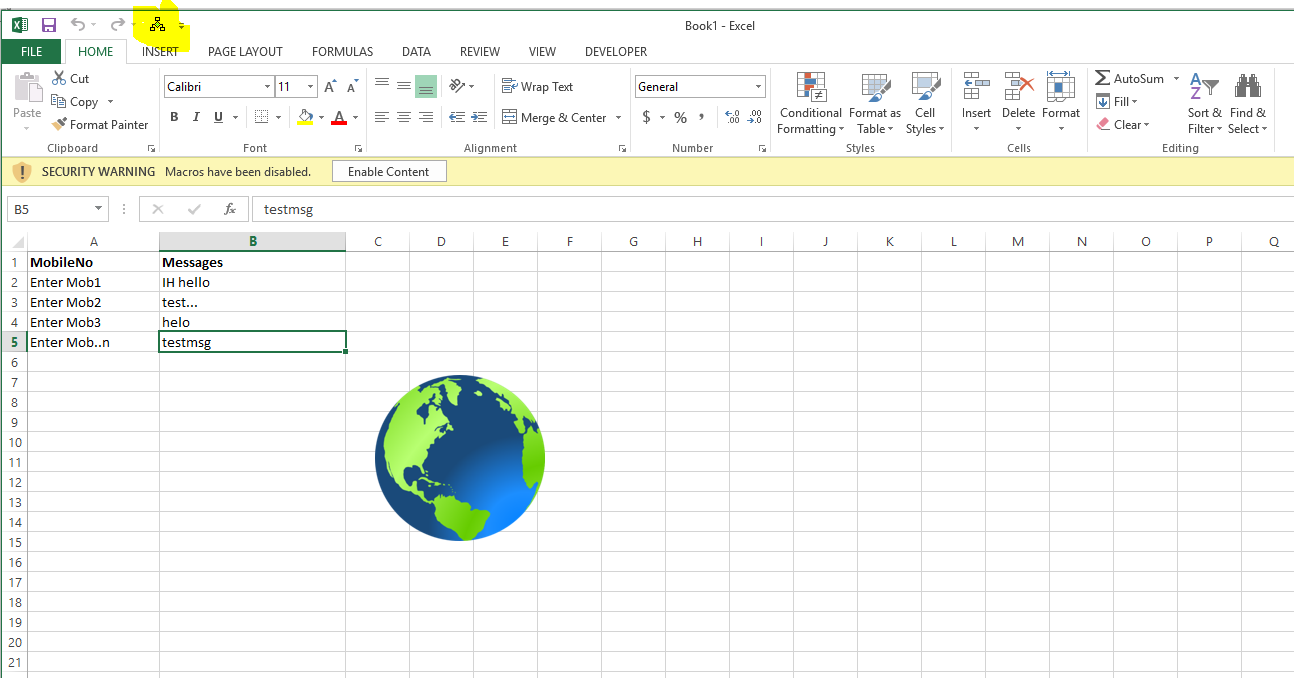 Book1 - Excel
FILE HOME INSERT PAGE LAYOUT FORMULAS DATA REVIEW VIEW DEVELOPER
Paste
Cut
Copy
Format Painter
Clipboard
Calibri 11 A A
B I U A
Font
Wrap Text
Merge & Center
Alignment
General
$ % , .00 .00
Number
Conditional Formatting
Format as Table
Cell Styles
Styles
Insert Delete Format
Cells
AutoSum
Fill
Clear
Sort & Filter
Find & Select
Editing
SECURITY WARNING Macros have been disabled. Enable Content
B5 fx testmsg
A B C D E F G H I J K L M N O P Q
1 MobileNo Messages
2 Enter Mob1 IH hello
3 Enter Mob2 test...
4 Enter Mob3 helo
5 Enter Mob..n testmsg
6
7
8
9
10
11
12
13
14
15
16
17
18
19
20
21